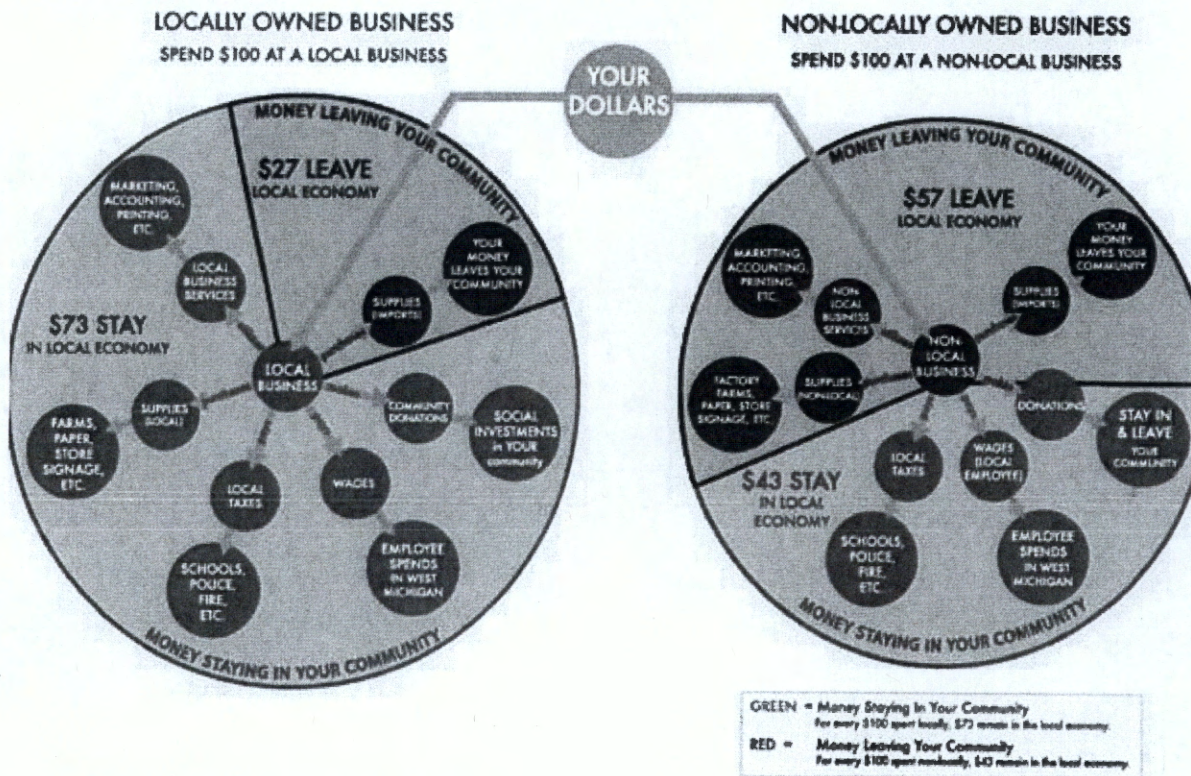 LOCALLY OWNED BUSINESS
SPEND $100 AT A LOCAL BUSINESS
YOUR
DOLLARS
NON-LOCALLY OWNED BUSINESS
SPEND $100 AT A NON-LOCAL BUSINESS
MONEY LEAVING YOUR COMMUNITY
$27 LEAVE
LOCAL ECONOMY
MARKETING,
ACCOUNTING,
PRINTING,
ETC.
LOCAL
BUSINESS
SERVICES
YOUR
MONEY
LEAVES YOUR
COMMUNITY
SUPPLIES
(IMPORTS)
$73 STAY
IN LOCAL ECONOMY
LOCAL
BUSINESS
SUPPLIES
(LOCAL)
FARMS,
PAPER,
STORE
SIGNAGE,
ETC.
COMMUNITY
DONATIONS
SOCIAL
INVESTMENTS
in YOUR
community
LOCAL
TAXES
WAGES
SCHOOLS,
POLICE,
FIRE,
ETC.
EMPLOYEE
SPENDS
IN WEST
MICHIGAN
MONEY STAYING IN YOUR COMMUNITY
MONEY LEAVING YOUR COMMUNITY
$57 LEAVE
LOCAL ECONOMY
MARKETING,
ACCOUNTING,
PRINTING,
ETC.
NON-
LOCAL
BUSINESS
SERVICES
YOUR
MONEY
LEAVES YOUR
COMMUNITY
SUPPLIES
(IMPORTS)
NON-
LOCAL
BUSINESS
FACTORY
FARMS,
PAPER, STORE
SIGNAGE, ETC.
SUPPLIES
(NON-LOCAL)
DONATIONS
STAY IN
& LEAVE
YOUR
COMMUNITY
$43 STAY
IN LOCAL
ECONOMY
LOCAL
TAXES
WAGES
(LOCAL
EMPLOYEE)
SCHOOLS,
POLICE,
FIRE,
ETC.
EMPLOYEE
SPENDS
IN WEST
MICHIGAN
MONEY STAYING IN YOUR COMMUNITY
GREEN = Money Staying In Your Community
For every $100 spent locally, $73 remain in the local economy.
RED = Money Leaving Your Community
For every $100 spent nonlocally, $43 remain in the local economy.